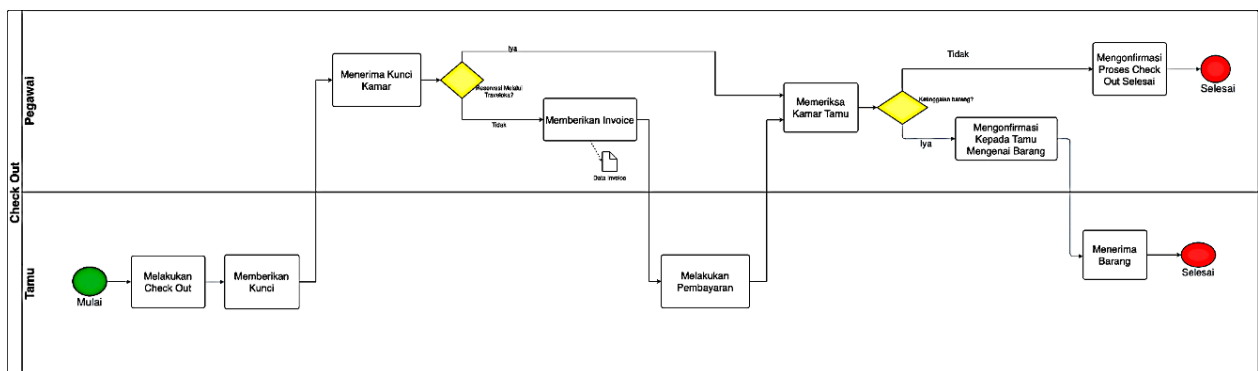 Check Out
Pegawai
Tamu
Menerima Kunci
Kamar
Iya
Reservasi Melalui
Traveloka?
Tidak
Memberikan Invoice
Data Invoice
Memeriksa
Kamar Tamu
Tidak
Ketinggalan barang?
Iya
Mengonfirmasi
Proses Check
Out Selesai
Selesai
Mengonfirmasi
Kepada Tamu
Mengenai Barang
Mulai
Melakukan
Check Out
Memberikan
Kunci
Melakukan
Pembayaran
Menerima
Barang
Selesai